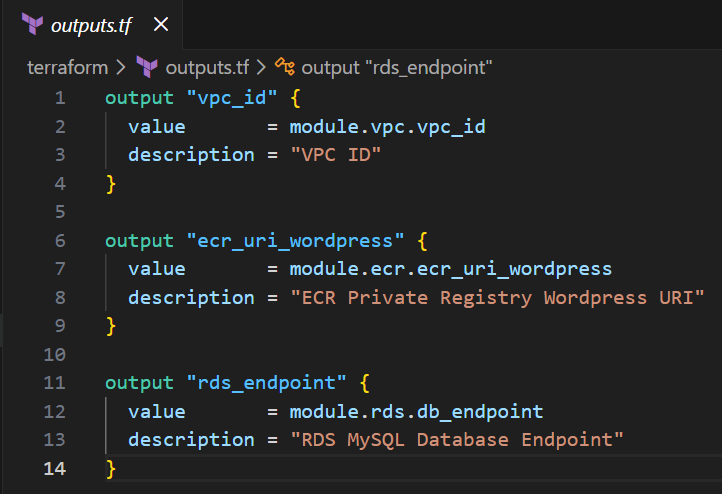 outputs.tf ×
terraform > outputs.tf > output "rds_endpoint"
1 output "vpc_id" {
2   value       = module.vpc.vpc_id
3   description = "VPC ID"
4 }
5
6 output "ecr_uri_wordpress" {
7   value       = module.ecr.ecr_uri_wordpress
8   description = "ECR Private Registry Wordpress URI"
9 }
10
11 output "rds_endpoint" {
12   value       = module.rds.db_endpoint
13   description = "RDS MySQL Database Endpoint"
14 }